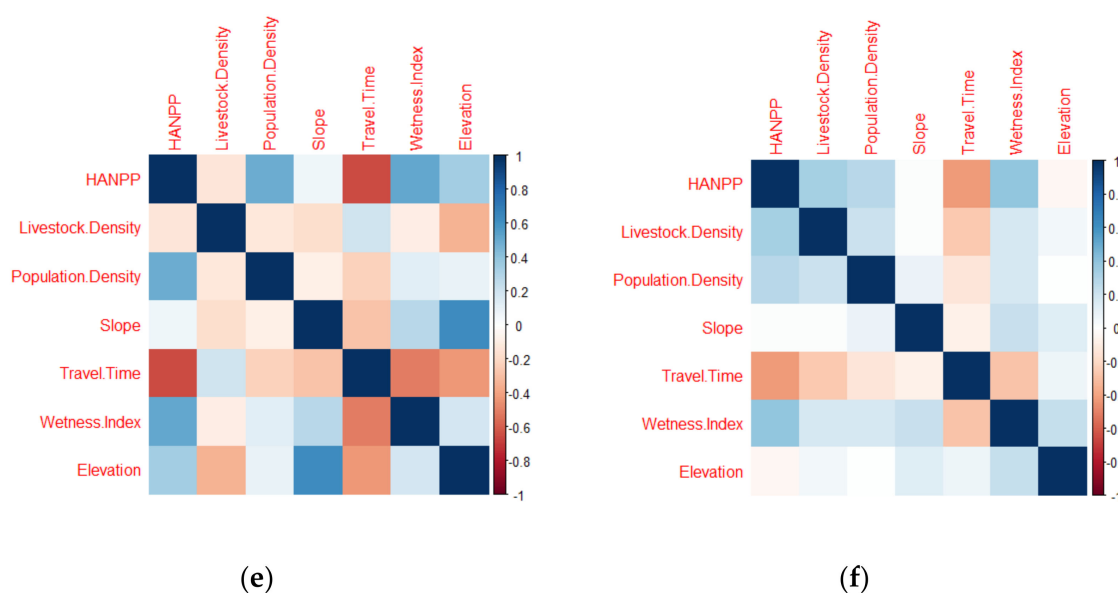 HANPP
Livestock.Density
Population.Density
Slope
Travel.Time
Wetness.Index
Elevation
HANPP
Livestock.Density
Population.Density
Slope
Travel.Time
Wetness.Index
Elevation
1
0.8
0.6
0.4
0.2
0
-0.2
-0.4
-0.6
-0.8
-1
(e)
HANPP
Livestock.Density
Population.Density
Slope
Travel.Time
Wetness.Index
Elevation
HANPP
Livestock.Density
Population.Density
Slope
Travel.Time
Wetness.Index
Elevation
1
0
(f)